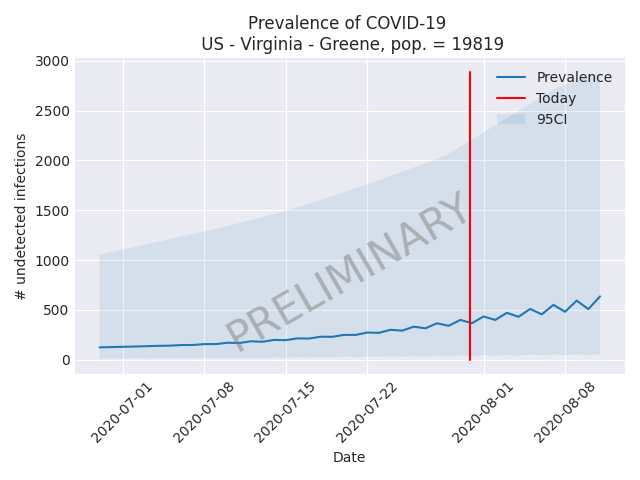 Prevalence of COVID-19
US - Virginia - Greene, pop. = 19819
Prevalence
Today
95CI
3000
2500
2000
1500
1000
500
0
# undetected infections
PRELIMINARY
2020-07-01
2020-07-08
2020-07-15
2020-07-22
2020-08-01
2020-08-08
Date